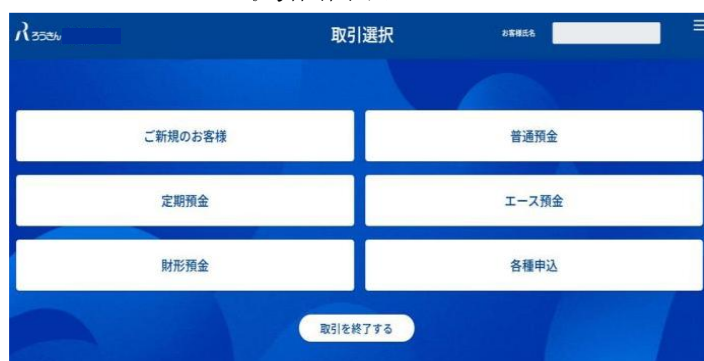 ろうきん
取引選択
お客様氏名
ご新規のお客様
普通預金
定期預金
エース預金
財形預金
各種申込
取引を終了する